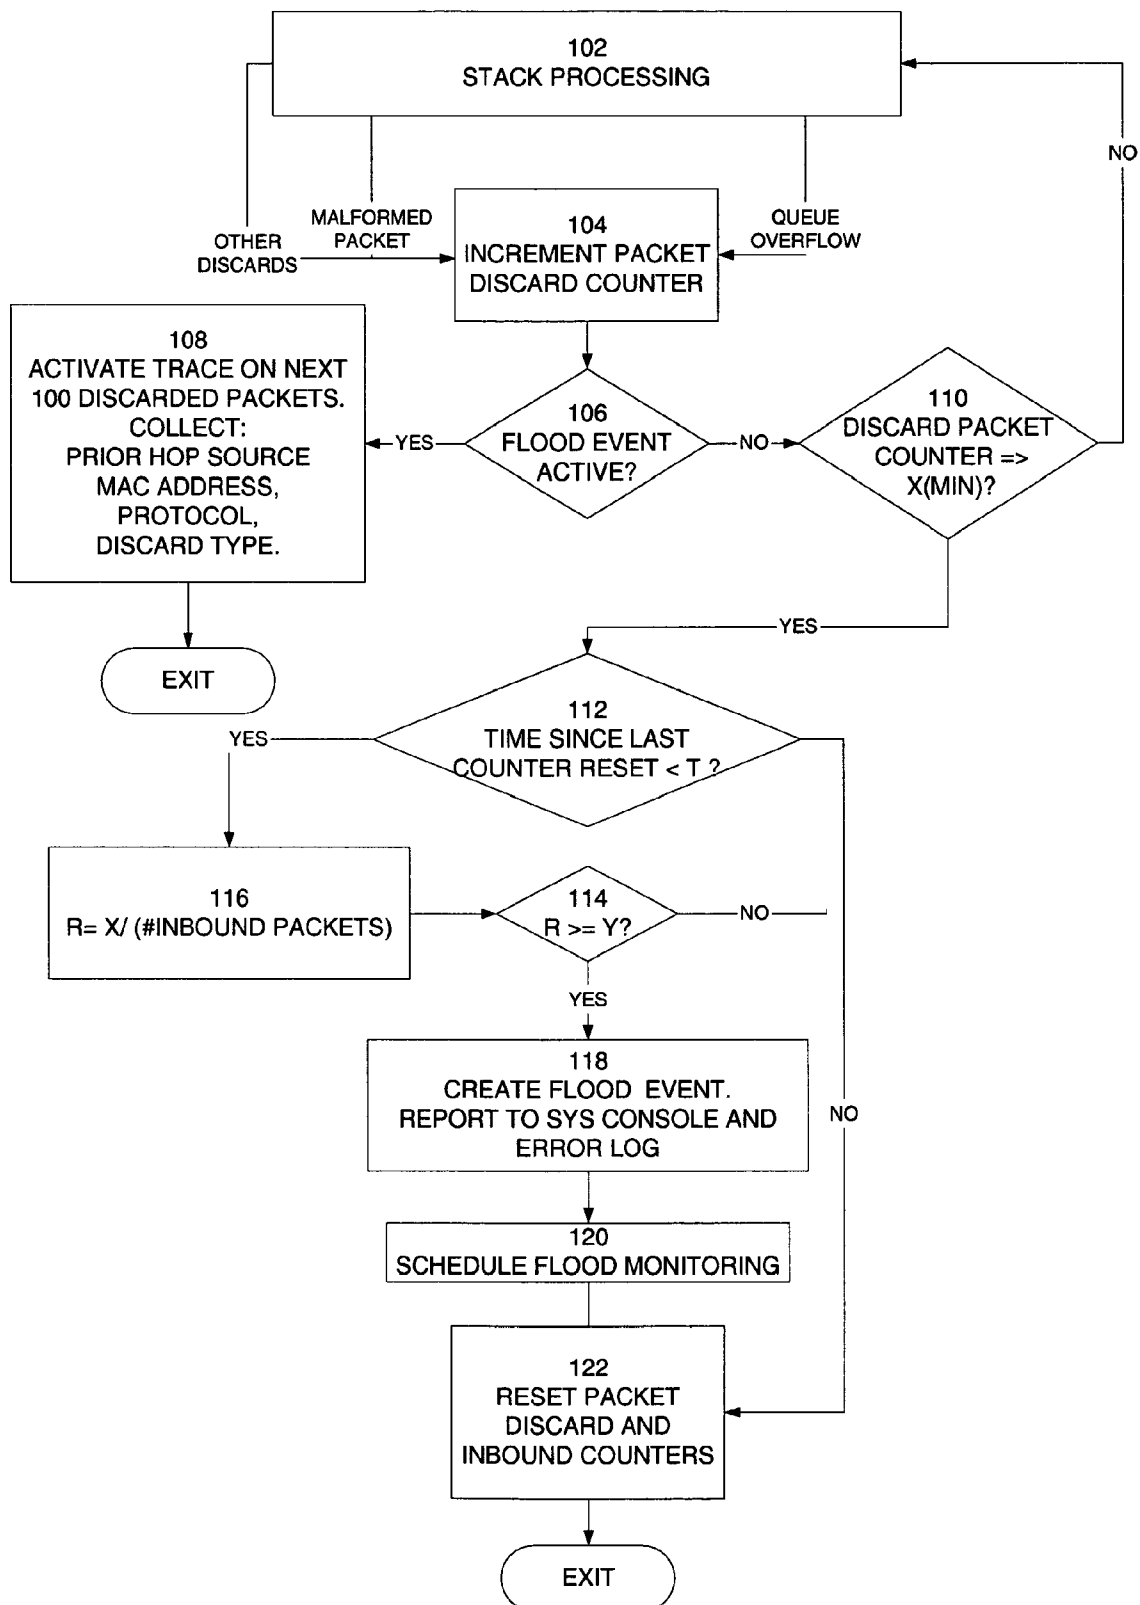 102
STACK PROCESSING
NO
MALFORMED
PACKET
QUEUE
OVERFLOW
OTHER
DISCARDS
104
INCREMENT PACKET
DISCARD COUNTER
108
ACTIVATE TRACE ON NEXT
100 DISCARDED PACKETS.
COLLECT:
PRIOR HOP SOURCE
MAC ADDRESS,
PROTOCOL,
DISCARD TYPE.
YES
106
FLOOD EVENT
ACTIVE?
NO
110
DISCARD PACKET
COUNTER =>
X(MIN)?
YES
EXIT
112
TIME SINCE LAST
COUNTER RESET < T ?
YES
116
R= X/ (#INBOUND PACKETS)
114
R >= Y?
NO
YES
118
CREATE FLOOD EVENT.
REPORT TO SYS CONSOLE AND
ERROR LOG
NO
120
SCHEDULE FLOOD MONITORING
122
RESET PACKET
DISCARD AND
INBOUND COUNTERS
EXIT